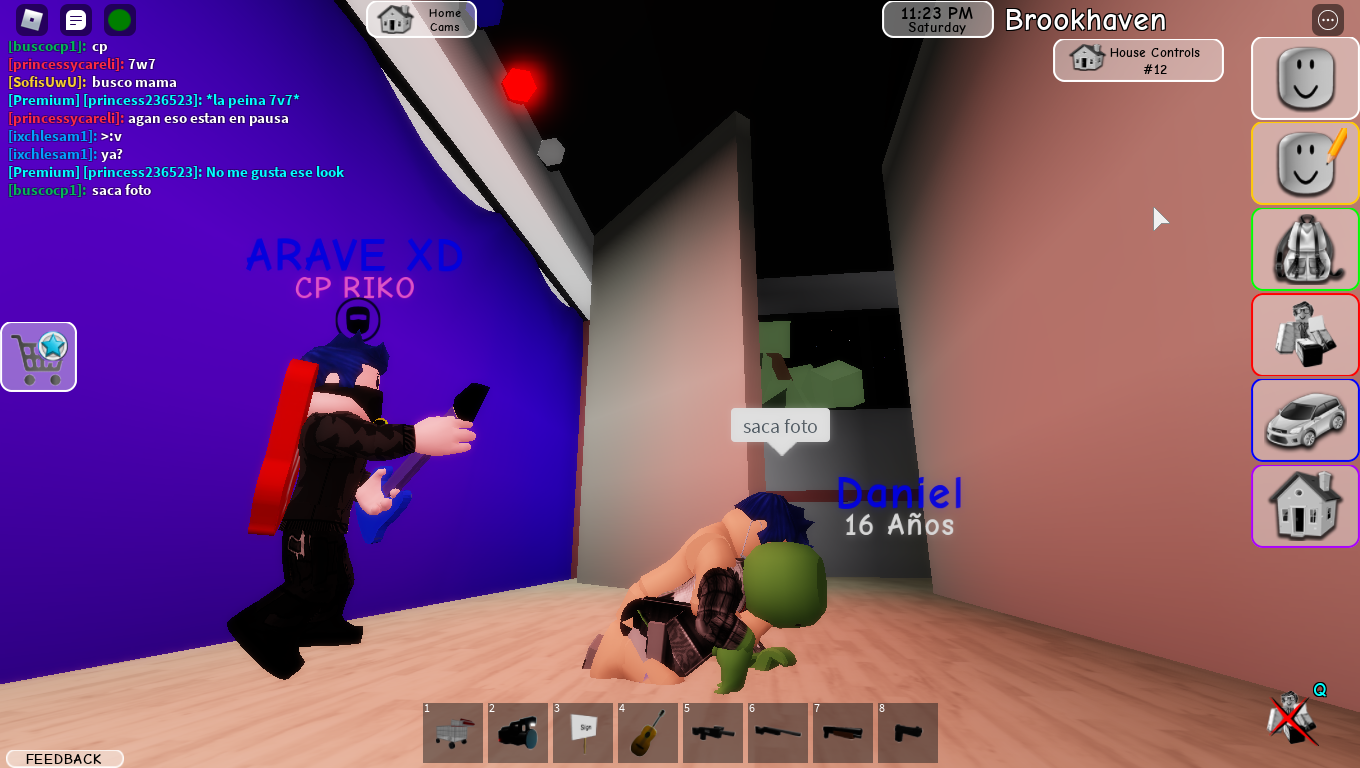 Home
Cams
11:23 PM
Saturday
Brookhaven
House Controls
#12
[buscocp1]: cp
[princessycareli]: 7w7
[SofisUwU]: busco mama
[Premium] [princess236523]: *la peina 7v7*
[princessycareli]: agan eso estan en pausa
[ixchlesam1]: >:v
[ixchlesam1]: ya?
[Premium] [princess236523]: No me gusta ese look
[buscocp1]: saca foto
ARAVE XD
CP RIKO
saca foto
Daniel
16 Años
Q
1
2
3
4
5
6
7
8
Sign
FEEDBACK